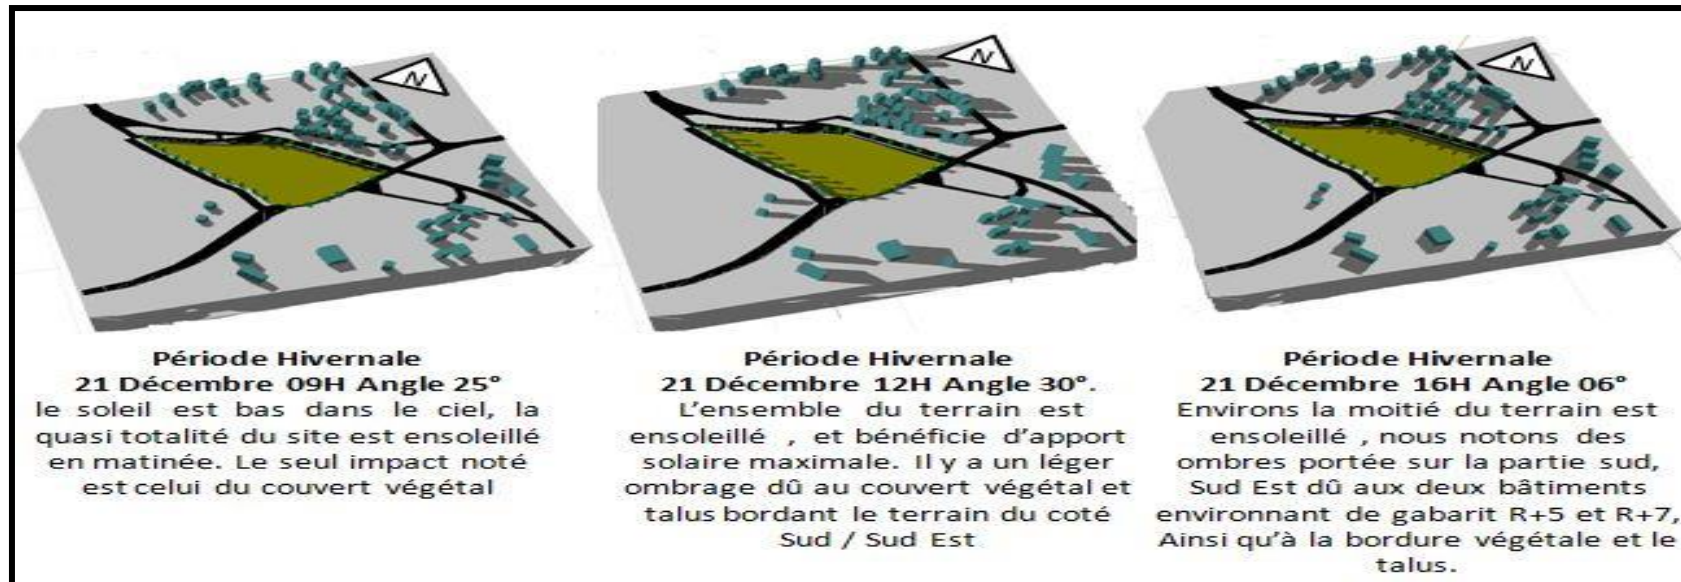 N
N
N
Période Hivernale
21 Décembre 09H Angle 25°
le soleil est bas dans le ciel, la
quasi totalité du site est ensoleillé
en matinée. Le seul impact noté
est celui du couvert végétal
Période Hivernale
21 Décembre 12H Angle 30°.
L'ensemble du terrain est
ensoleillé , et bénéficie d'apport
solaire maximale. Il y a un léger
ombrage dû au couvert végétal et
talus bordant le terrain du coté
Sud / Sud Est
Période Hivernale
21 Décembre 16H Angle 06°
Environs la moitié du terrain est
ensoleillé , nous notons des
ombres portée sur la partie sud,
Sud Est dû aux deux bâtiments
environnant de gabarit R+5 et R+7,
Ainsi qu'à la bordure végétale et le
talus.